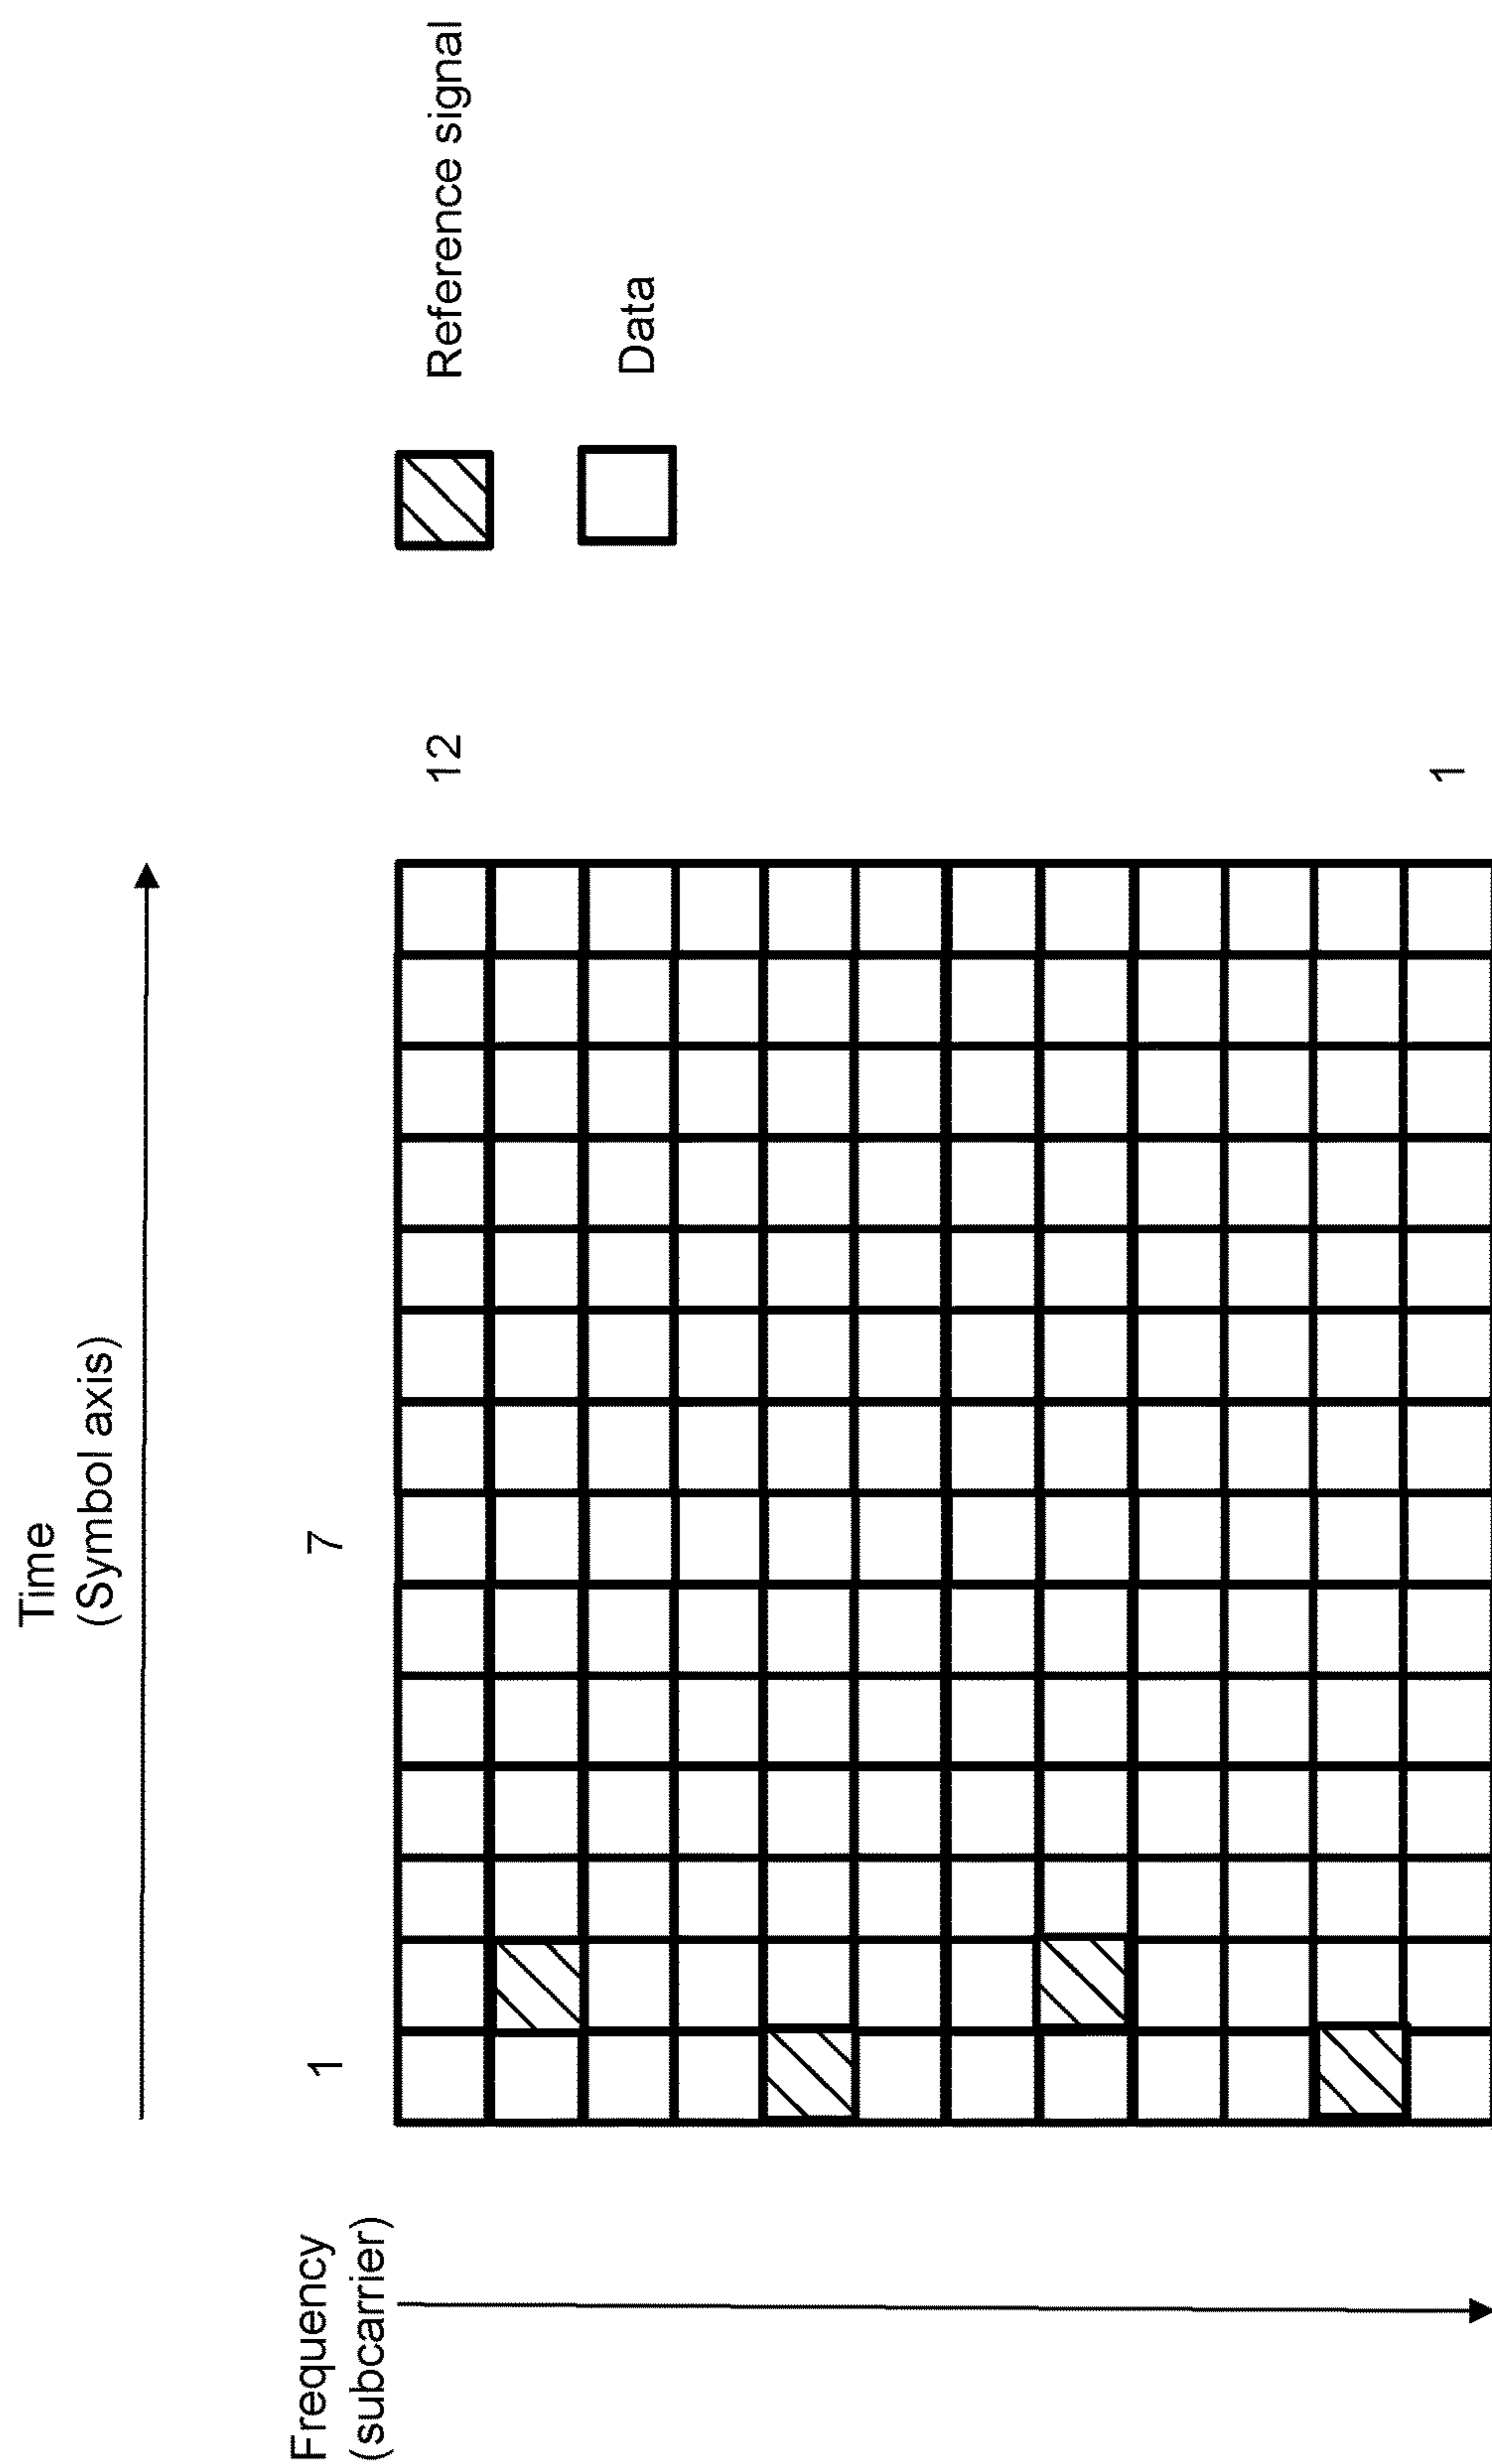 Time
(Symbol axis)
1
7
Frequency
(subcarrier)
12
1
Reference signal
Data